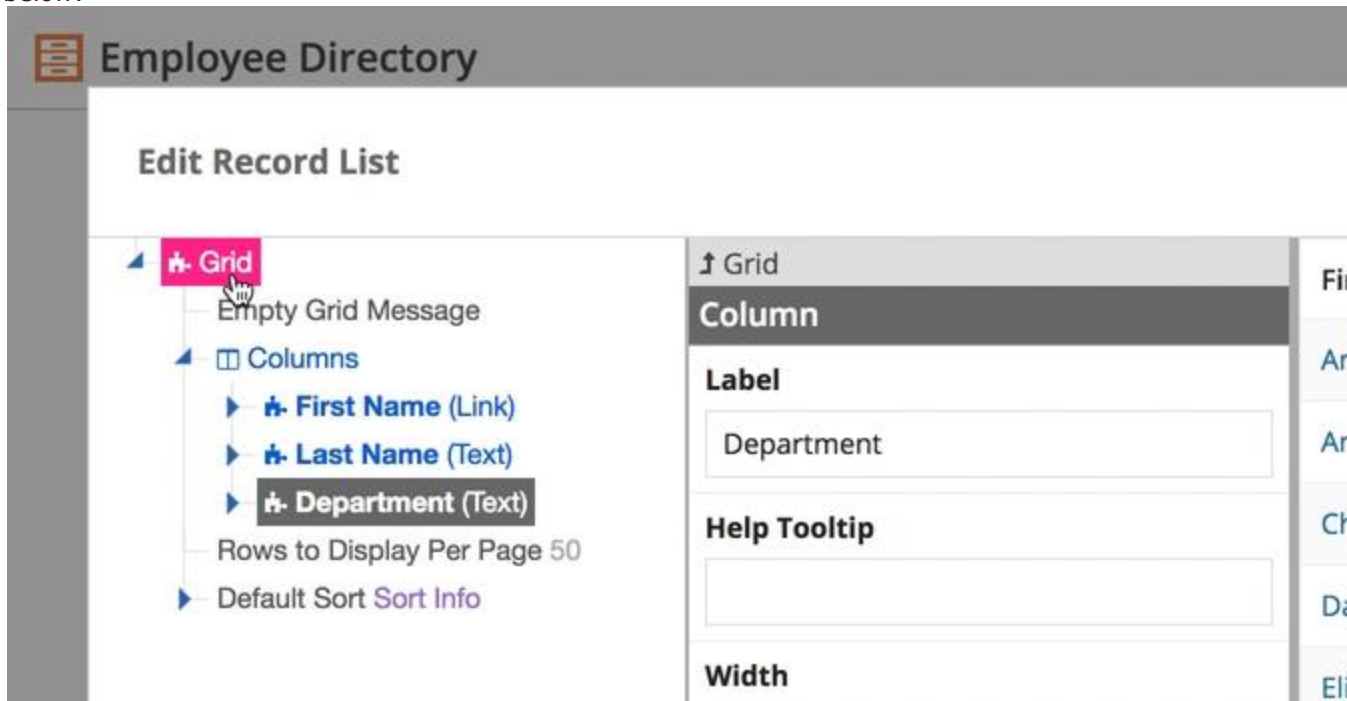 Employee Directory
Edit Record List
Grid
Empty Grid Message
Columns
First Name (Link)
Last Name (Text)
Department (Text)
Rows to Display Per Page 50
Default Sort Sort Info
Grid
Column
Label
Department
Help Tooltip
Width